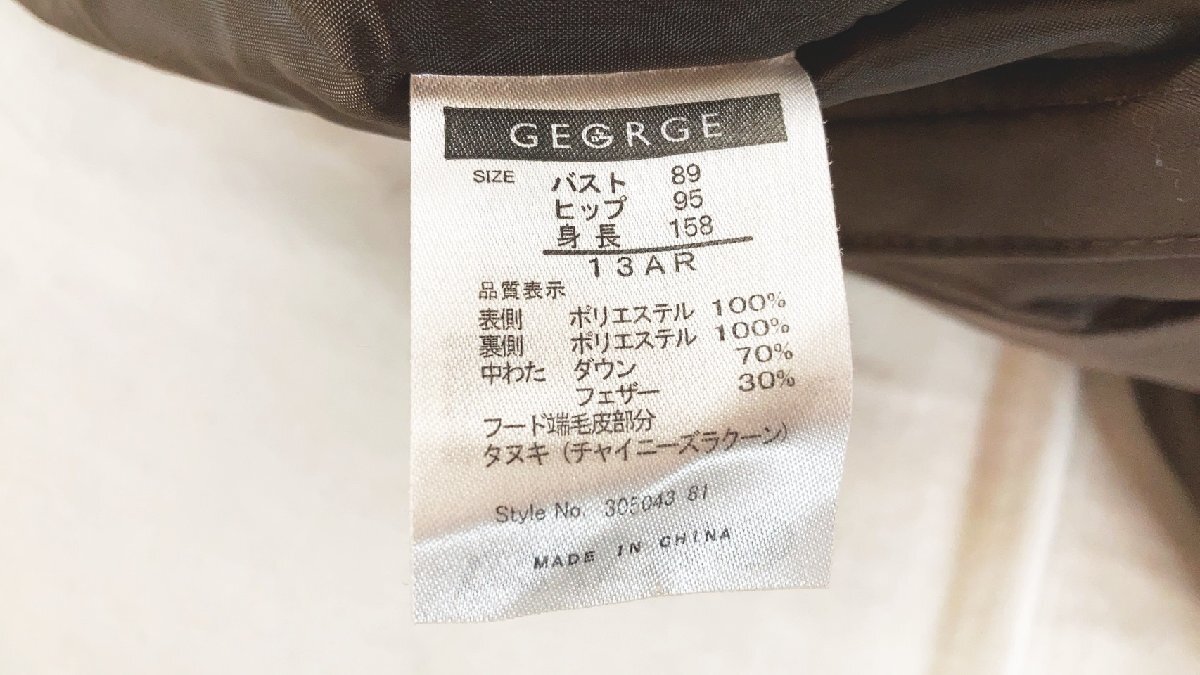 GEORGE
SIZE バスト 89
ヒップ 95
身長 158
13AR
品質表示
表側 ポリエステル 100%
裏側 ポリエステル 100%
中わた ダウン 70%
フェザー 30%
フード端毛皮部分
タヌキ(チャイニーズラクーン)
Style No. 305043 81
MADE IN CHINA